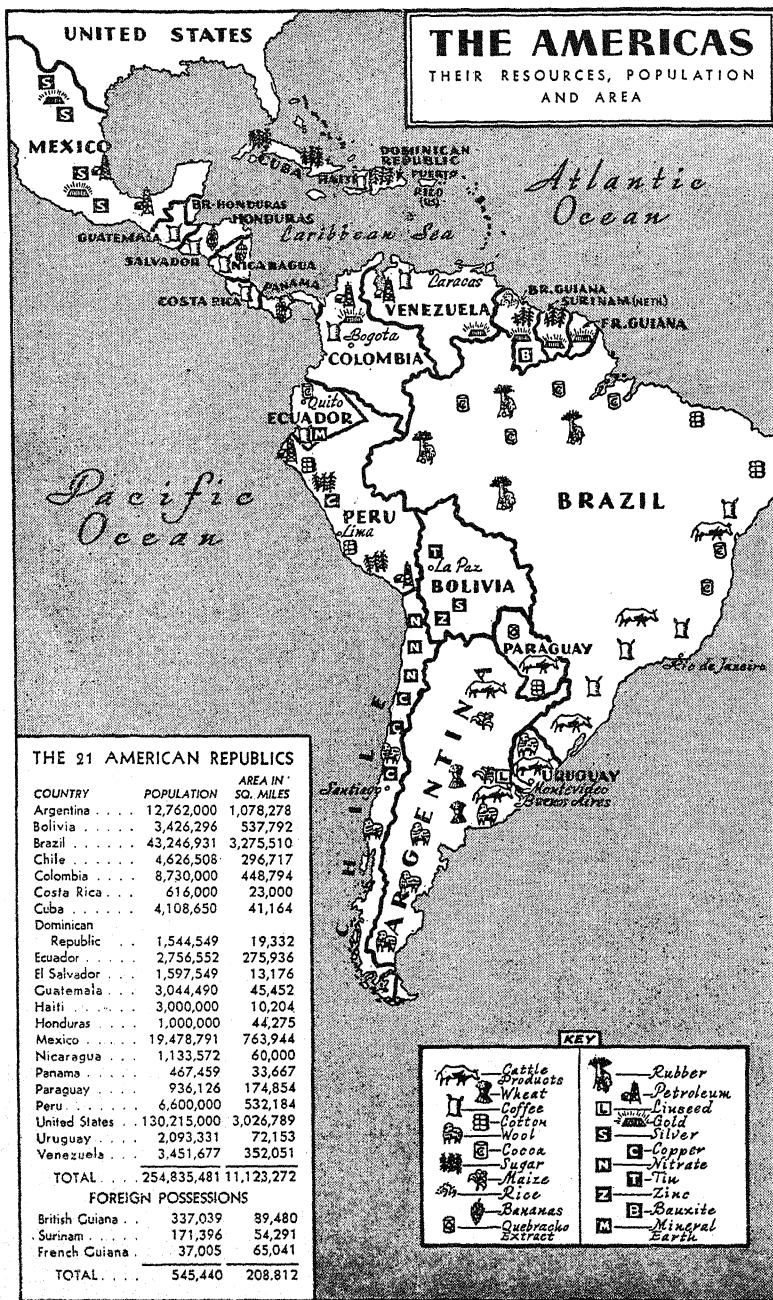 THE AMERICAS
THEIR RESOURCES, POPULATION
AND AREA
UNITED STATES
S
S
MEXICO
S
S
CUBA
HAITI
DOMINICAN
REPUBLIC
PUERTO
RICO
(US)
Atlantic
Ocean
BR. HONDURAS
HONDURAS
GUATEMALA
SALVADOR
NICARAGUA
COSTA RICA
PANAMA
Caribbean Sea
Caracas
VENEZUELA
BR. GUIANA
SURINAM (NETH)
FR. GUIANA
B
Bogota
COLOMBIA
Quito
ECUADOR
M
Pacific
Ocean
C
PERU
Lima
BRAZIL
T
La Paz
BOLIVIA
S
Z
PARAGUAY
Rio de Janeiro
N
N
N
C
C
C
CHILE
Santiago
ARGENTINA
L
URUGUAY
Montevideo
Buenos Aires
THE 21 AMERICAN REPUBLICS
COUNTRY POPULATION AREA IN SQ. MILES
Argentina . . . . 12,762,000 1,078,278
Bolivia . . . . . 3,426,296 537,792
Brazil . . . . . . 43,246,931 3,275,510
Chile . . . . . . 4,626,508 296,717
Colombia . . . . 8,730,000 448,794
Costa Rica . . . 616,000 23,000
Cuba . . . . . . 4,108,650 41,164
Dominican
Republic . . 1,544,549 19,332
Ecuador . . . . 2,756,552 275,936
El Salvador . . . 1,597,549 13,176
Guatemala . . . 3,044,490 45,452
Haiti . . . . . 3,000,000 10,204
Honduras . . . . 1,000,000 44,275
Mexico . . . . . 19,478,791 763,944
Nicaragua . . . 1,133,572 60,000
Panama . . . . 467,459 33,667
Paraguay . . . . 936,126 174,854
Peru . . . . . . . 6,600,000 532,184
United States . . 130,215,000 3,026,789
Uruguay . . . . 2,093,331 72,153
Venezuela . . . 3,451,677 352,051
TOTAL . . . . 254,835,481 11,123,272
FOREIGN POSSESSIONS
British Guiana . . 337,039 89,480
Surinam . . . . . 171,396 54,291
French Guiana . 37,005 65,041
TOTAL . . . . 545,440 208,812
KEY
Cattle
Products
Wheat
Coffee
Cotton
Wool
Cocoa
Sugar
Maize
Rice
Bananas
Quebracho
Extract
Rubber
Petroleum
L Linseed
Gold
S Silver
C Copper
N Nitrate
T Tin
Z Zinc
B Bauxite
M Mineral
Earth